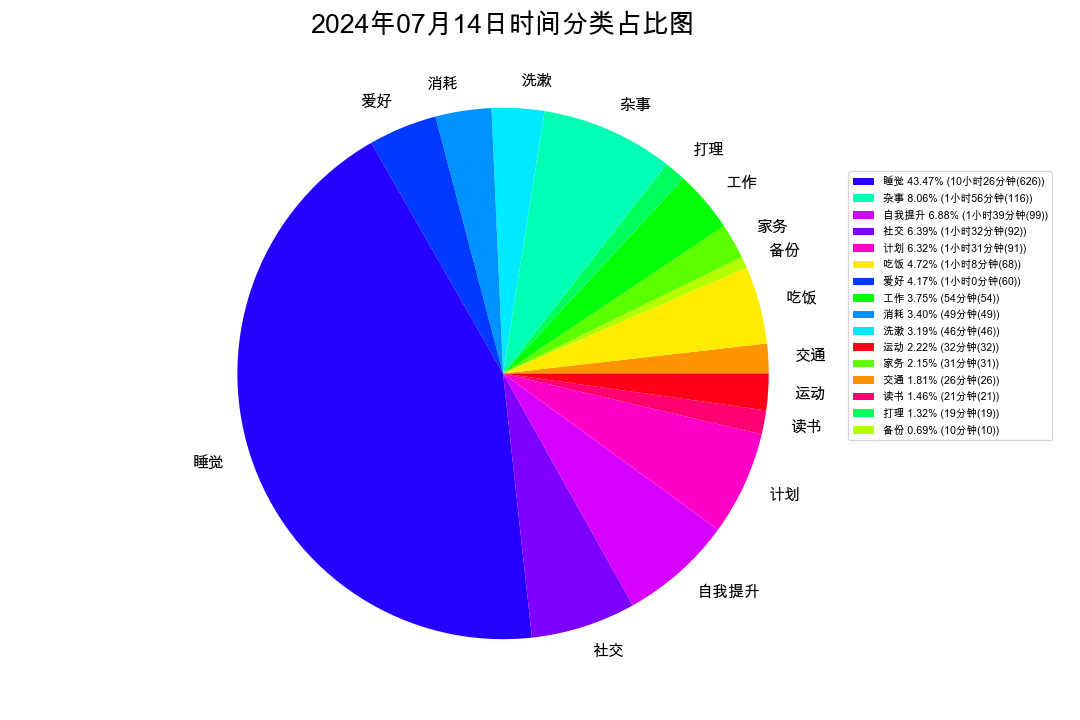 2024年07月14日时间分类占比图
洗漱
消耗
爱好
杂事
打理
工作
家务
备份
吃饭
交通
运动
读书
计划
自我提升
社交
睡觉
睡觉 43.47% (10小时26分钟(626))
杂事 8.06% (1小时56分钟(116))
自我提升 6.88% (1小时39分钟(99))
社交 6.39% (1小时32分钟(92))
计划 6.32% (1小时31分钟(91))
吃饭 4.72% (1小时8分钟(68))
爱好 4.17% (1小时0分钟(60))
工作 3.75% (54分钟(54))
消耗 3.40% (49分钟(49))
洗漱 3.19% (46分钟(46))
运动 2.22% (32分钟(32))
家务 2.15% (31分钟(31))
交通 1.81% (26分钟(26))
读书 1.46% (21分钟(21))
打理 1.32% (19分钟(19))
备份 0.69% (10分钟(10))